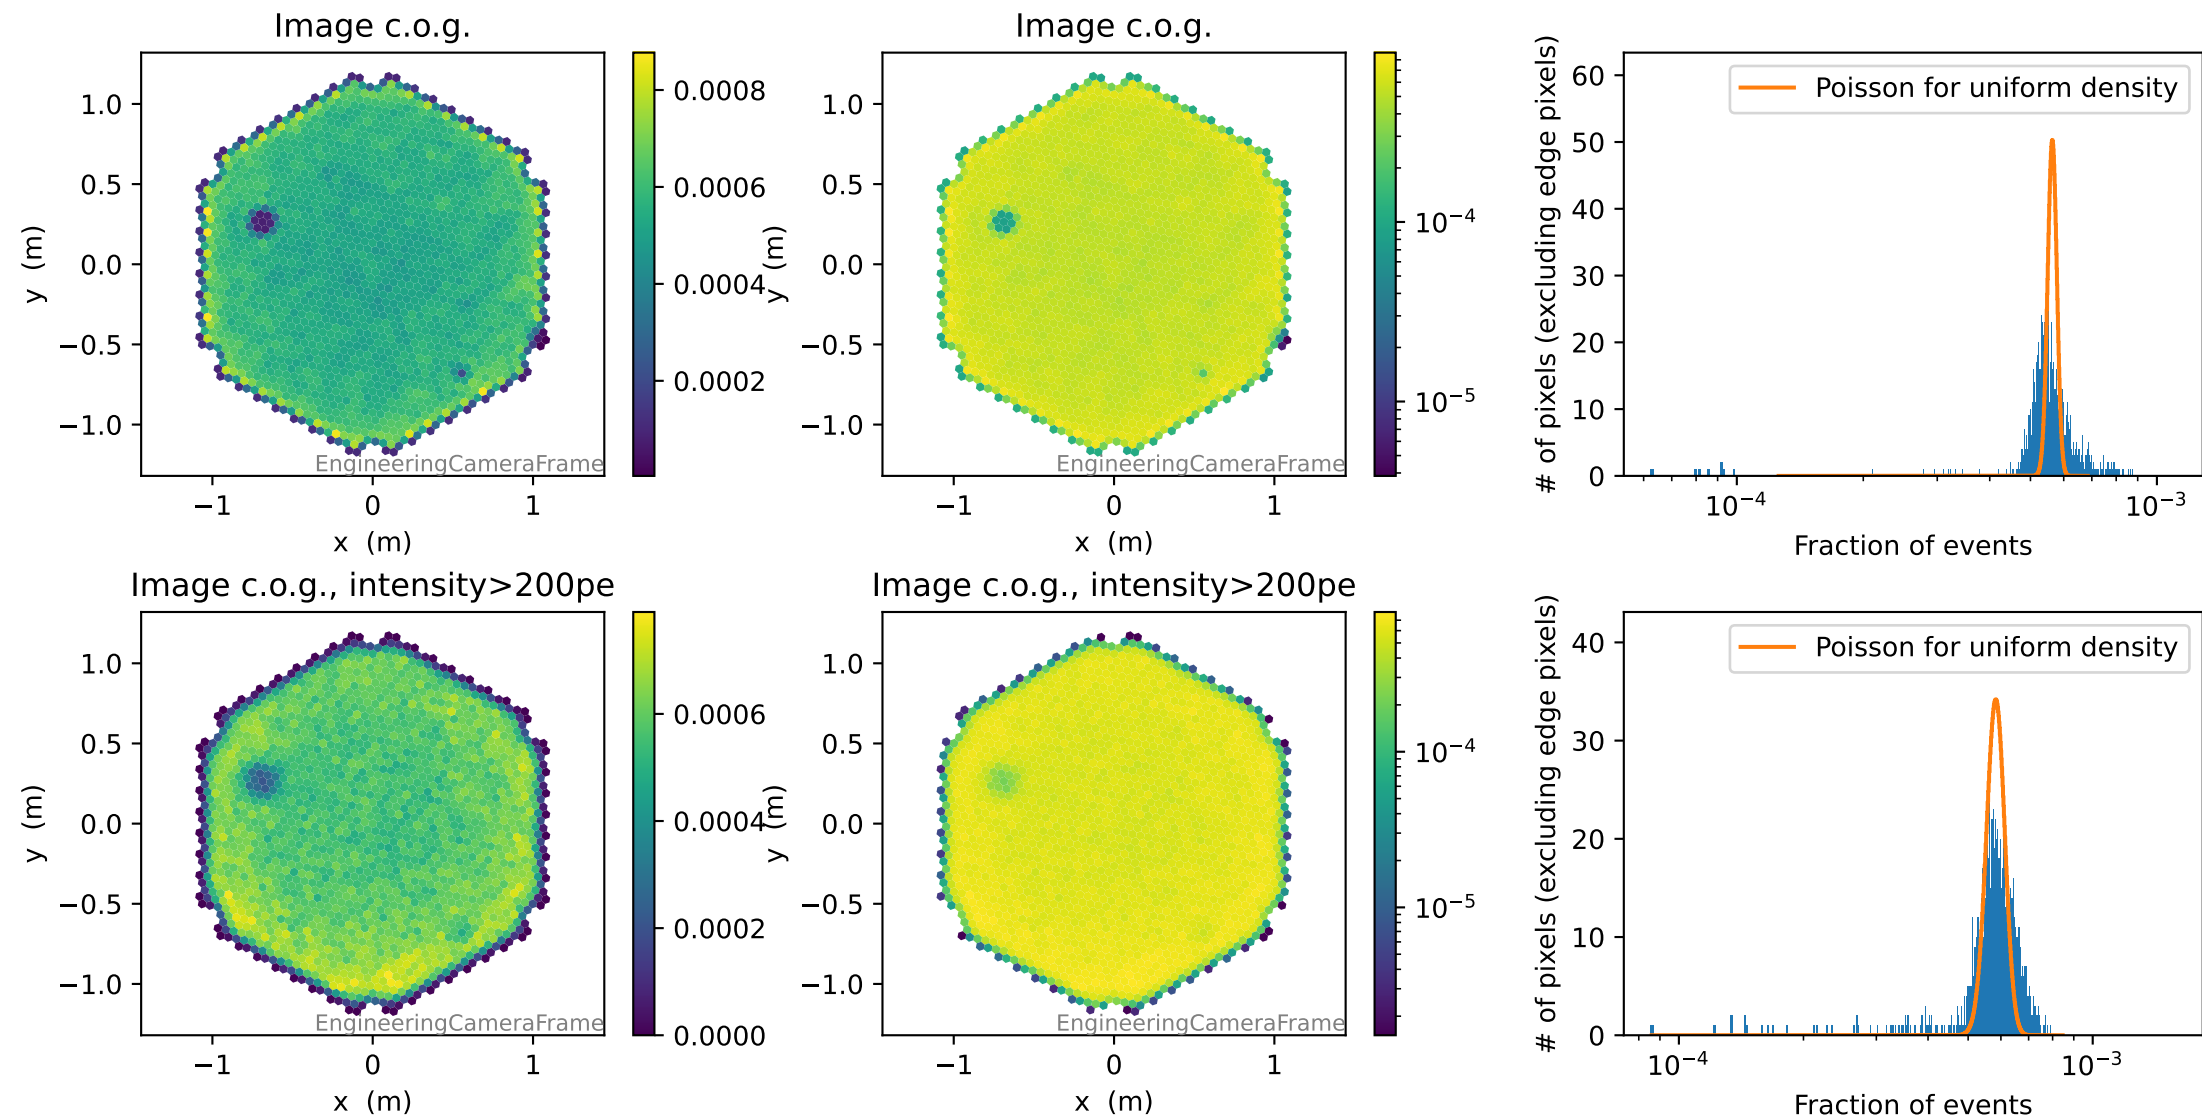 Image c.o.g.
1.0
0.5
0.0
−0.5
−1.0
y (m)
−1
0
1
x (m)
EngineeringCameraFrame
0.0008
0.0006
0.0004
0.0002
Image c.o.g.
1.0
0.5
0.0
−0.5
−1.0
y (m)
−1
0
1
x (m)
EngineeringCameraFrame
10−4
10−5
# of pixels (excluding edge pixels)
60
50
40
30
20
10
0
Poisson for uniform density
10−4
10−3
Fraction of events
Image c.o.g., intensity>200pe
1.0
0.5
0.0
−0.5
−1.0
y (m)
−1
0
1
x (m)
EngineeringCameraFrame
0.0006
0.0004
0.0002
0.0000
Image c.o.g., intensity>200pe
1.0
0.5
0.0
−0.5
−1.0
y (m)
−1
0
1
x (m)
EngineeringCameraFrame
10−4
10−5
# of pixels (excluding edge pixels)
40
30
20
10
0
Poisson for uniform density
10−4
10−3
Fraction of events